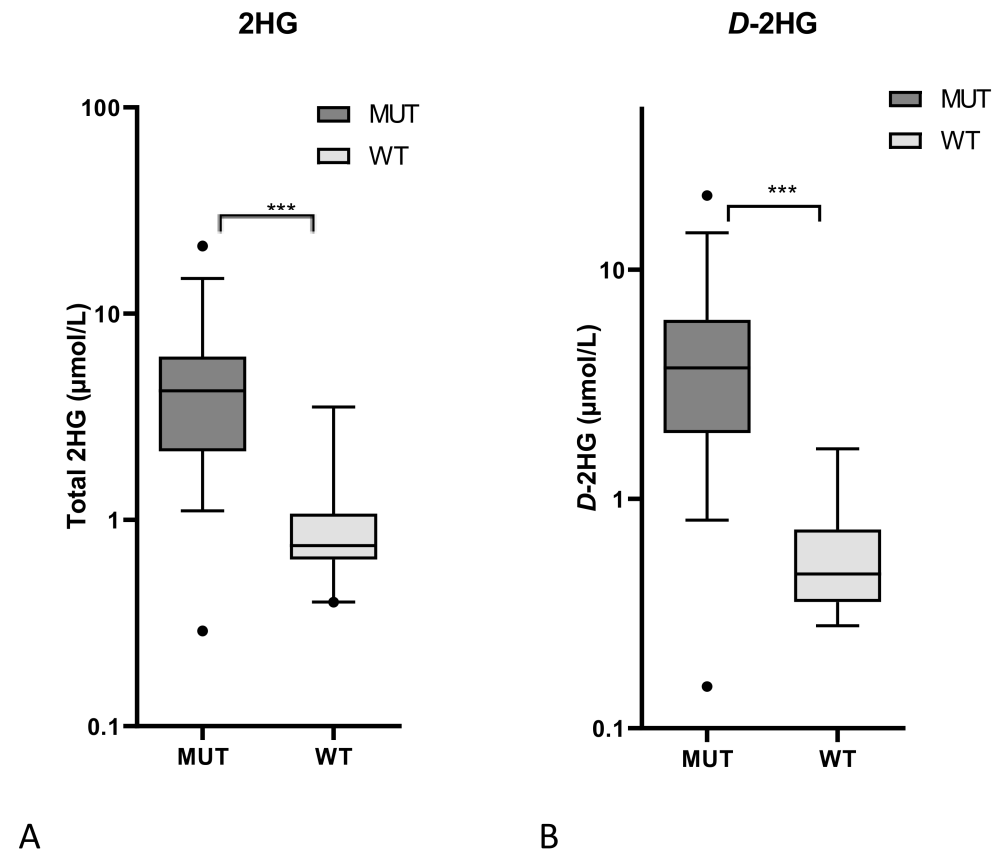 2HG
MUT
WT
***
100
10
1
0.1
Total 2HG (µmol/L)
MUT
WT
A
D-2HG
MUT
WT
***
10
1
0.1
D-2HG (µmol/L)
MUT
WT
B